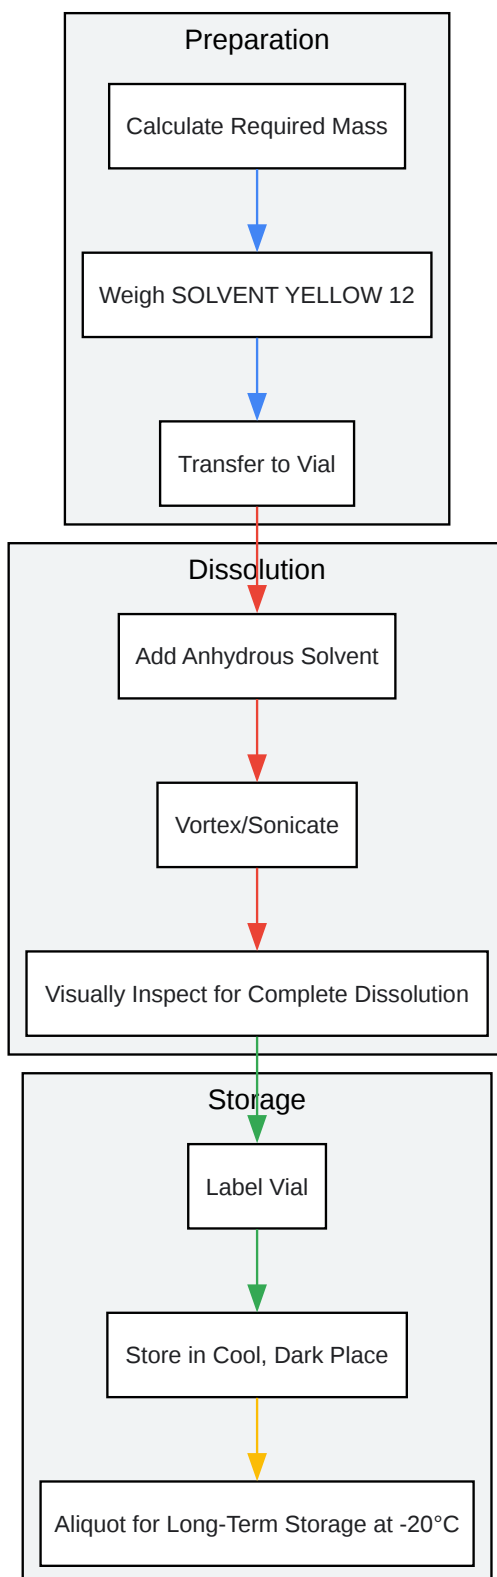 Preparation
Calculate Required Mass
Weigh SOLVENT YELLOW 12
Transfer to Vial
Dissolution
Add Anhydrous Solvent
Vortex/Sonicate
Visually Inspect for Complete Dissolution
Storage
Label Vial
Store in Cool, Dark Place
Aliquot for Long-Term Storage at -20°C